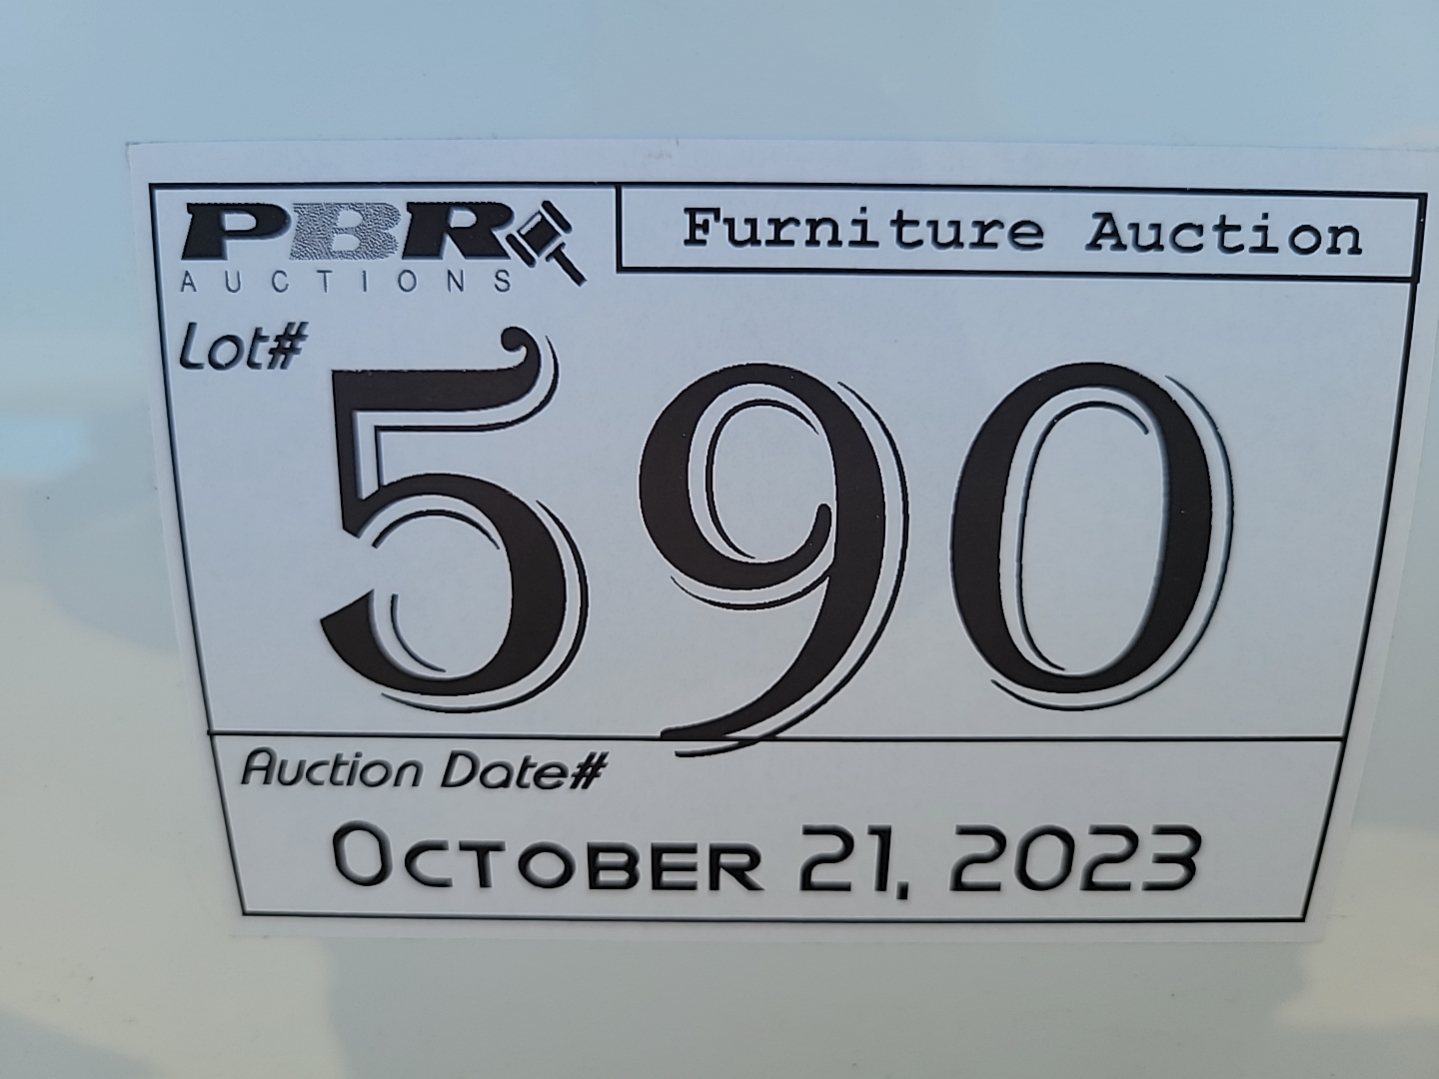 PBR
AUCTIONS
Furniture Auction
Lot#
590
Auction Date#
October 21, 2023